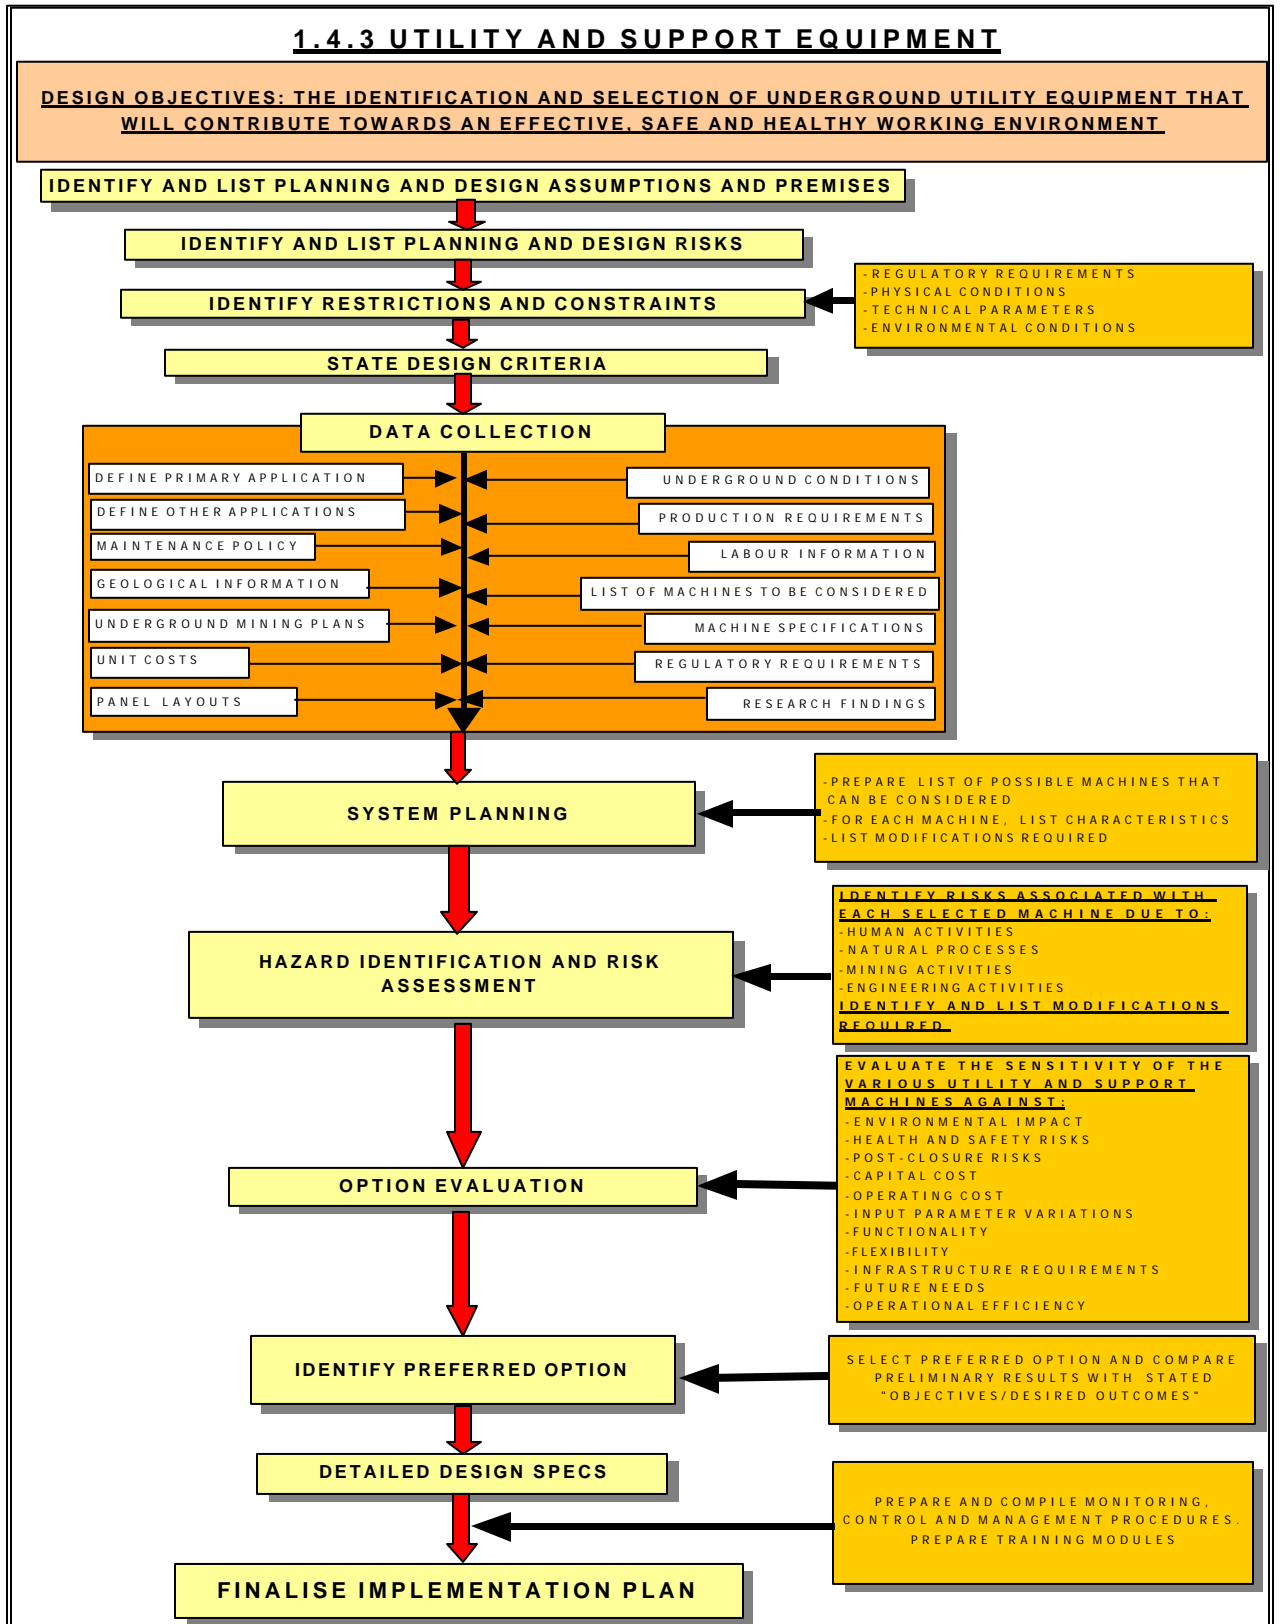 1.4.3 UTILITY AND SUPPORT EQUIPMENT
DESIGN OBJECTIVES: THE IDENTIFICATION AND SELECTION OF UNDERGROUND UTILITY EQUIPMENT THAT
WILL CONTRIBUTE TOWARDS AN EFFECTIVE, SAFE AND HEALTHY WORKING ENVIRONMENT
IDENTIFY AND LIST PLANNING AND DESIGN ASSUMPTIONS AND PREMISES
IDENTIFY AND LIST PLANNING AND DESIGN RISKS
IDENTIFY RESTRICTIONS AND CONSTRAINTS
-REGULATORY REQUIREMENTS
-PHYSICAL CONDITIONS
-TECHNICAL PARAMETERS
-ENVIRONMENTAL CONDITIONS
STATE DESIGN CRITERIA
DATA COLLECTION
DEFINE PRIMARY APPLICATION
DEFINE OTHER APPLICATIONS
MAINTENANCE POLICY
GEOLOGICAL INFORMATION
UNDERGROUND MINING PLANS
UNIT COSTS
PANEL LAYOUTS
UNDERGROUND CONDITIONS
PRODUCTION REQUIREMENTS
LABOUR INFORMATION
LIST OF MACHINES TO BE CONSIDERED
MACHINE SPECIFICATIONS
REGULATORY REQUIREMENTS
RESEARCH FINDINGS
SYSTEM PLANNING
-PREPARE LIST OF POSSIBLE MACHINES THAT
CAN BE CONSIDERED
-FOR EACH MACHINE, LIST CHARACTERISTICS
-LIST MODIFICATIONS REQUIRED
HAZARD IDENTIFICATION AND RISK
ASSESSMENT
IDENTIFY RISKS ASSOCIATED WITH
EACH SELECTED MACHINE DUE TO:
-HUMAN ACTIVITIES
-NATURAL PROCESSES
-MINING ACTIVITIES
-ENGINEERING ACTIVITIES
IDENTIFY AND LIST MODIFICATIONS
REQUIRED
OPTION EVALUATION
EVALUATE THE SENSITIVITY OF THE
VARIOUS UTILITY AND SUPPORT
MACHINES AGAINST:
-ENVIRONMENTAL IMPACT
-HEALTH AND SAFETY RISKS
-POST-CLOSURE RISKS
-CAPITAL COST
-OPERATING COST
-INPUT PARAMETER VARIATIONS
-FUNCTIONALITY
-FLEXIBILITY
-INFRASTRUCTURE REQUIREMENTS
-FUTURE NEEDS
-OPERATIONAL EFFICIENCY
IDENTIFY PREFERRED OPTION
SELECT PREFERRED OPTION AND COMPARE
PRELIMINARY RESULTS WITH STATED
"OBJECTIVES/DESIRED OUTCOMES"
DETAILED DESIGN SPECS
PREPARE AND COMPILE MONITORING,
CONTROL AND MANAGEMENT PROCEDURES.
PREPARE TRAINING MODULES
FINALISE IMPLEMENTATION PLAN